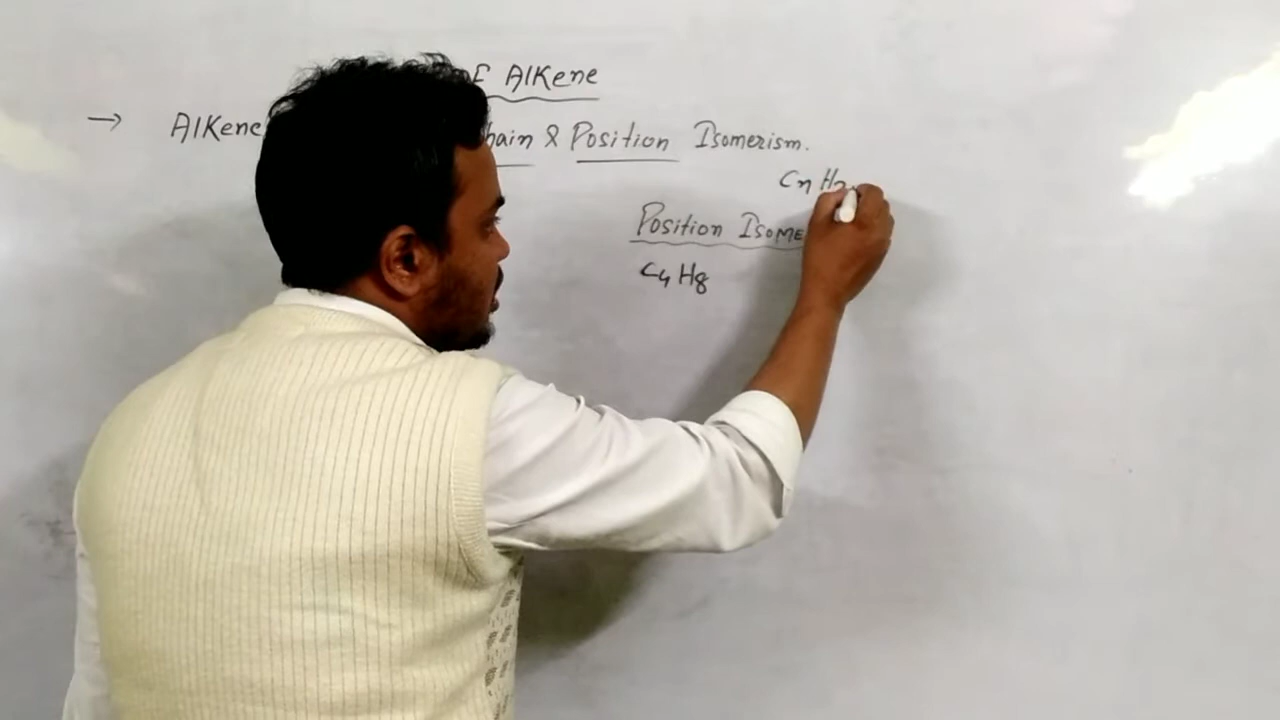 F Alkene
→ Alkene hain & Position Isomerism.
Cn H2
Position Isome
C4 H8